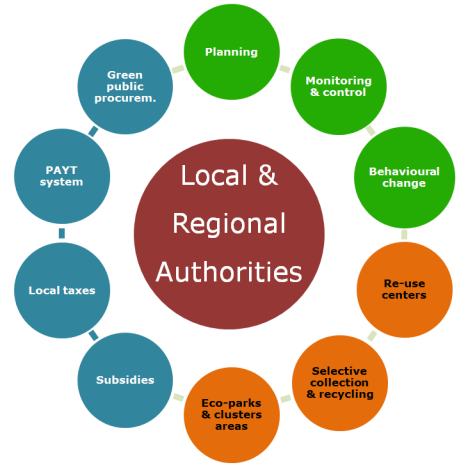 Planning
Monitoring
& control
Behavioural
change
Re-use
centers
Selective
collection
& recycling
Eco-parks
& clusters
areas
Subsidies
Local taxes
PAYT
system
Green
public
procurem.
Local &
Regional
Authorities